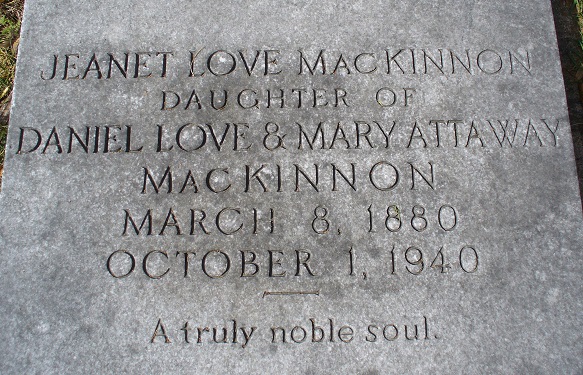 JEANET LOVE MACKINNON
DAUGHTER OF
DANIEL LOVE & MARY ATTAWAY
MACKINNON
MARCH 8, 1880
OCTOBER 1, 1940
A truly noble soul.